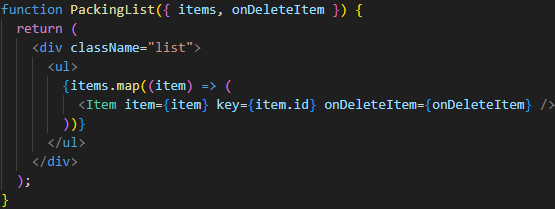 function PackingList({ items, onDeleteItem }) {
  return (
    <div className="list">
      <ul>
        {items.map((item) => (
          <Item item={item} key={item.id} onDeleteItem={onDeleteItem} />
        ))}
      </ul>
    </div>
  );
}